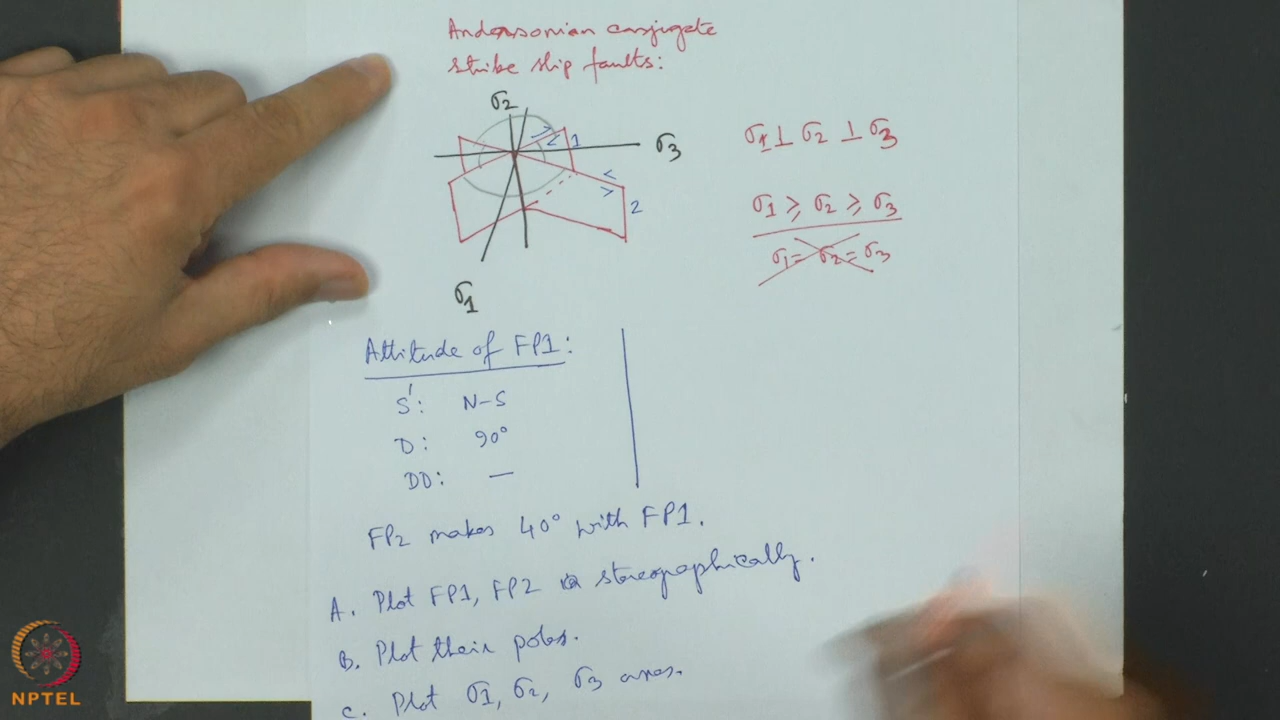 Andersonian conjugate
strike slip faults:
σ2
1
σ3
2
σ1
σ1 ⊥ σ2 ⊥ σ3
σ1 ≥ σ2 ≥ σ3
σ1 = σ2 = σ3
Attitude of FP1:
S': N-S
D: 90°
DD: —
FP2 makes 40° with FP1.
A. Plot FP1, FP2 stereographically.
B. Plot their poles.
C. Plot σ1, σ2, σ3 axes.
NPTEL